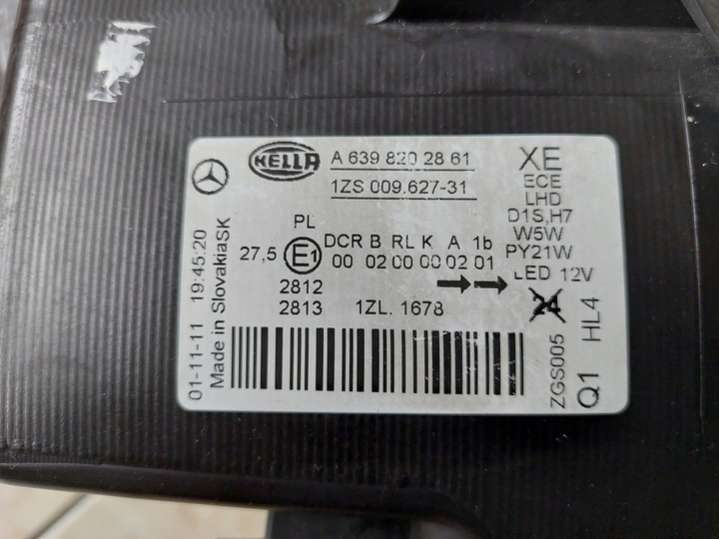 HELLA
A 639 820 28 61
1ZS 009.627-31
XE
ECE
LHD
D1S,H7
W5W
PY21W
LED 12V
24
PL
DCR B RL K A 1b
27,5 E1 00 02 00 00 02 01
2812
2813 1ZL. 1678
01-11-11 19:45:20
Made in SlovakiaSK
ZGS005
Q1 HL4